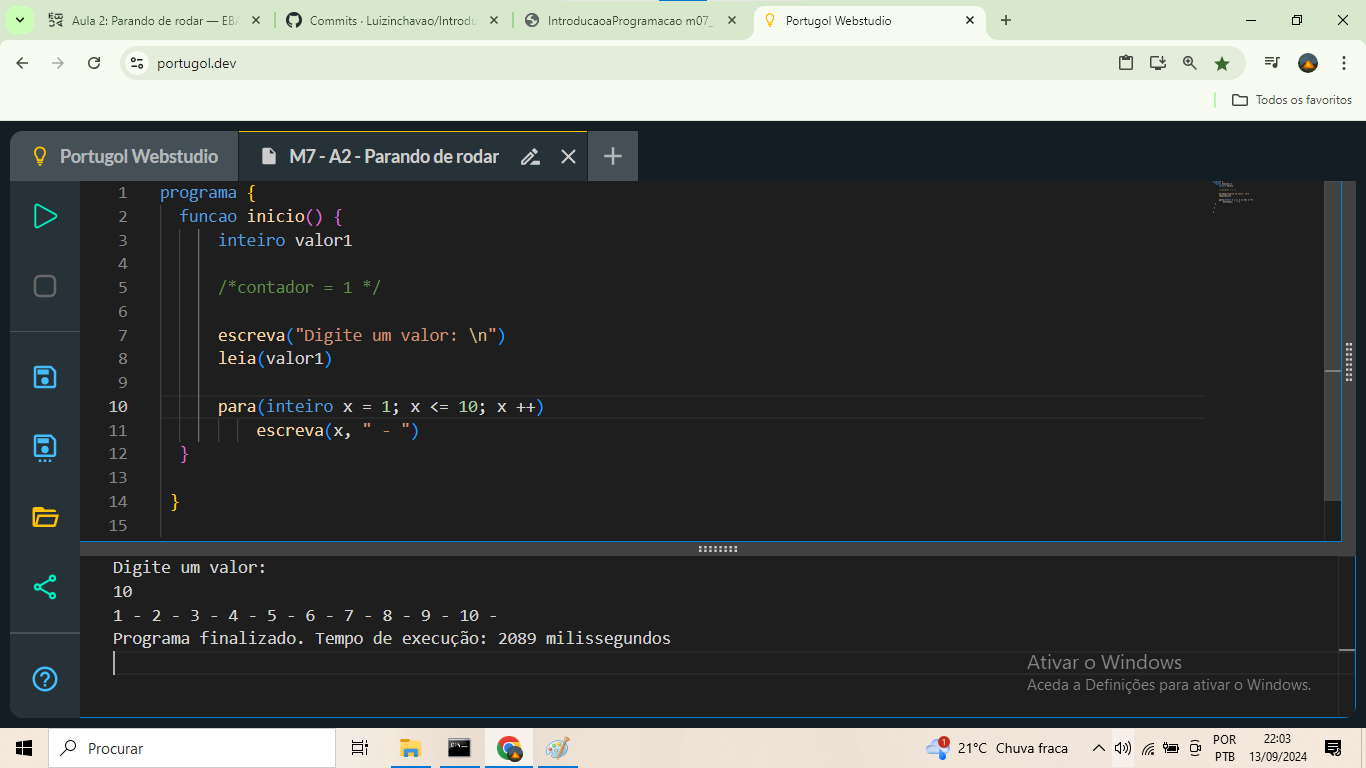 Aula 2: Parando de rodar — EBA
Commits · Luizinchavao/Introdu
IntroducaoaProgramacao m07_
Portugol Webstudio
portugol.dev
Todos os favoritos
Portugol Webstudio
M7 - A2 - Parando de rodar
1 programa {
2 funcao inicio() {
3 inteiro valor1
4
5 /*contador = 1 */
6
7 escreva("Digite um valor: \n")
8 leia(valor1)
9
10 para(inteiro x = 1; x <= 10; x ++)
11 escreva(x, " - ")
12 }
13
14 }
15
Digite um valor:
10
1 - 2 - 3 - 4 - 5 - 6 - 7 - 8 - 9 - 10 -
Programa finalizado. Tempo de execução: 2089 milissegundos
Ativar o Windows
Aceda a Definições para ativar o Windows.
Procurar
1
21°C Chuva fraca
POR
PTB
22:03
13/09/2024